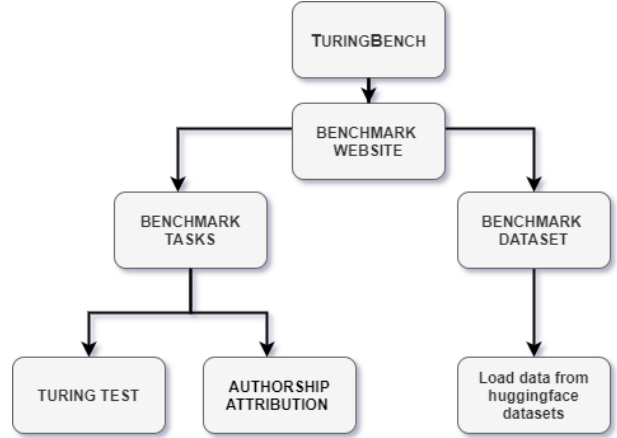 TURINGBENCH
BENCHMARK
WEBSITE
BENCHMARK
TASKS
BENCHMARK
DATASET
TURING TEST
AUTHORSHIP
ATTRIBUTION
Load data from
huggingface
datasets